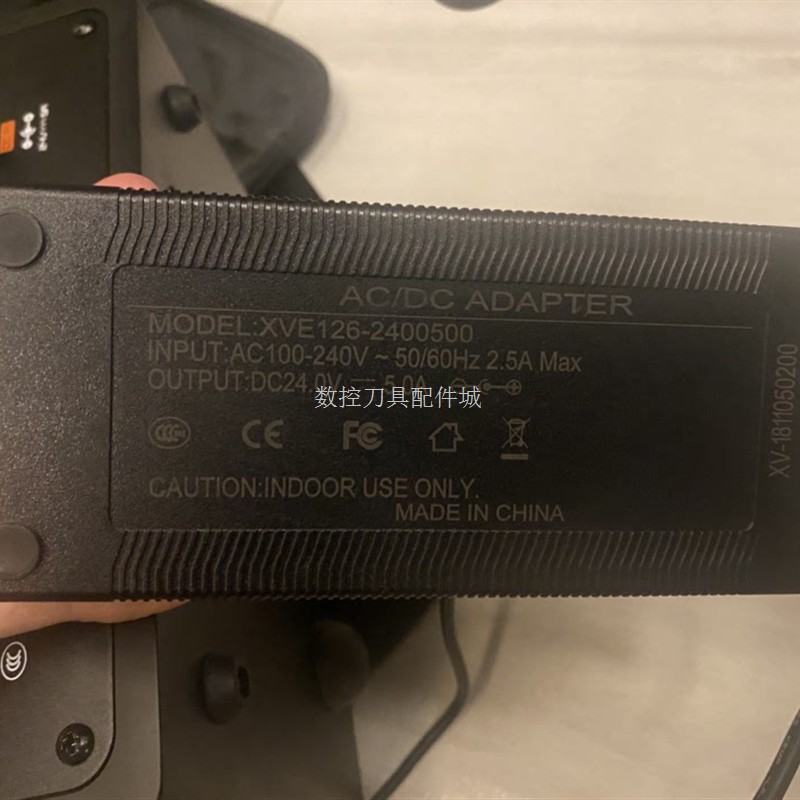 AC/DC ADAPTER
MODEL:XVE126-2400500
INPUT:AC100-240V ~ 50/60Hz 2.5A Max
OUTPUT:DC24.0V 5.0A
数控刀具配件城
CCC CE FC
CAUTION:INDOOR USE ONLY.
MADE IN CHINA
XV-1811050200